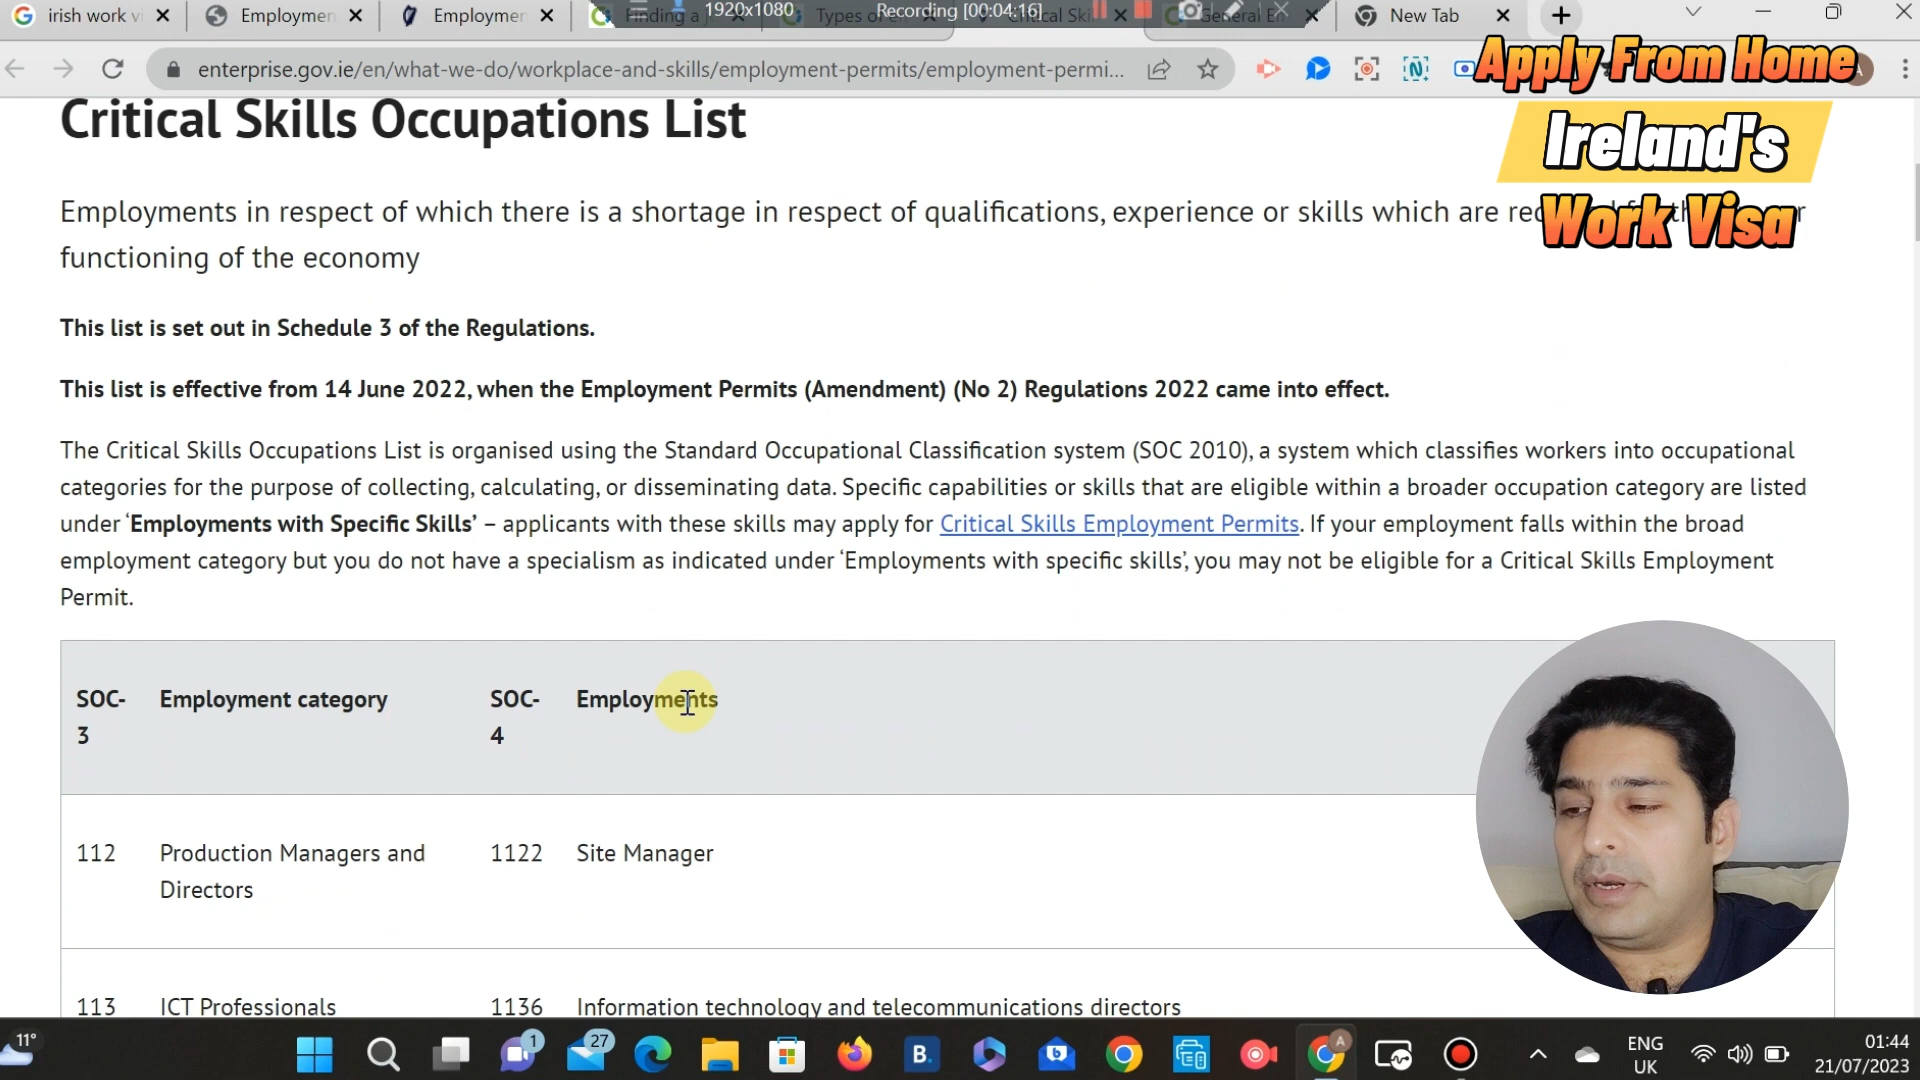 irish work vi
Employmen
Employmen
Finding a j
Types of e
Critical Ski
General En
New Tab
1920x1080
Recording [00:04:16]
enterprise.gov.ie/en/what-we-do/workplace-and-skills/employment-permits/employment-permi...
Apply From Home
Ireland's
Work Visa
Critical Skills Occupations List
Employments in respect of which there is a shortage in respect of qualifications, experience or skills which are
functioning of the economy
This list is set out in Schedule 3 of the Regulations.
This list is effective from 14 June 2022, when the Employment Permits (Amendment) (No 2) Regulations 2022 came into effect.
The Critical Skills Occupations List is organised using the Standard Occupational Classification system (SOC 2010), a system which classifies workers into occupational
categories for the purpose of collecting, calculating, or disseminating data. Specific capabilities or skills that are eligible within a broader occupation category are listed
under ‘Employments with Specific Skills’ – applicants with these skills may apply for Critical Skills Employment Permits. If your employment falls within the broad
employment category but you do not have a specialism as indicated under ‘Employments with specific skills’, you may not be eligible for a Critical Skills Employment
Permit.
SOC-3 Employment category SOC-4 Employments
112 Production Managers and Directors 1122 Site Manager
113 ICT Professionals 1136 Information technology and telecommunications directors
11°
1
27
B.
A
ENG
UK
01:44
21/07/2023